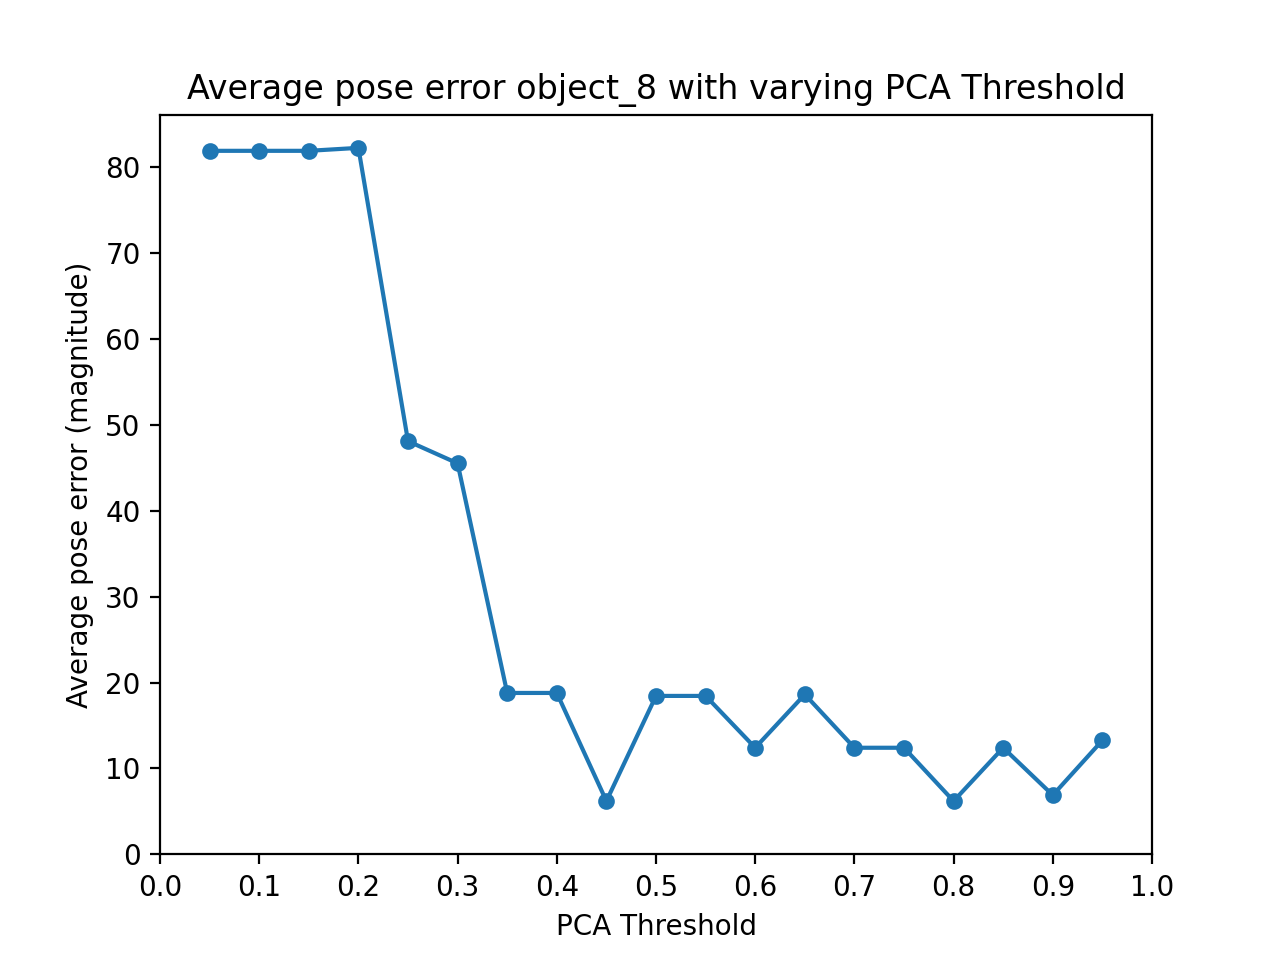 Average pose error object_8 with varying PCA Threshold
80
70
60
50
40
30
20
10
0
Average pose error (magnitude)
0.0 0.1 0.2 0.3 0.4 0.5 0.6 0.7 0.8 0.9 1.0
PCA Threshold